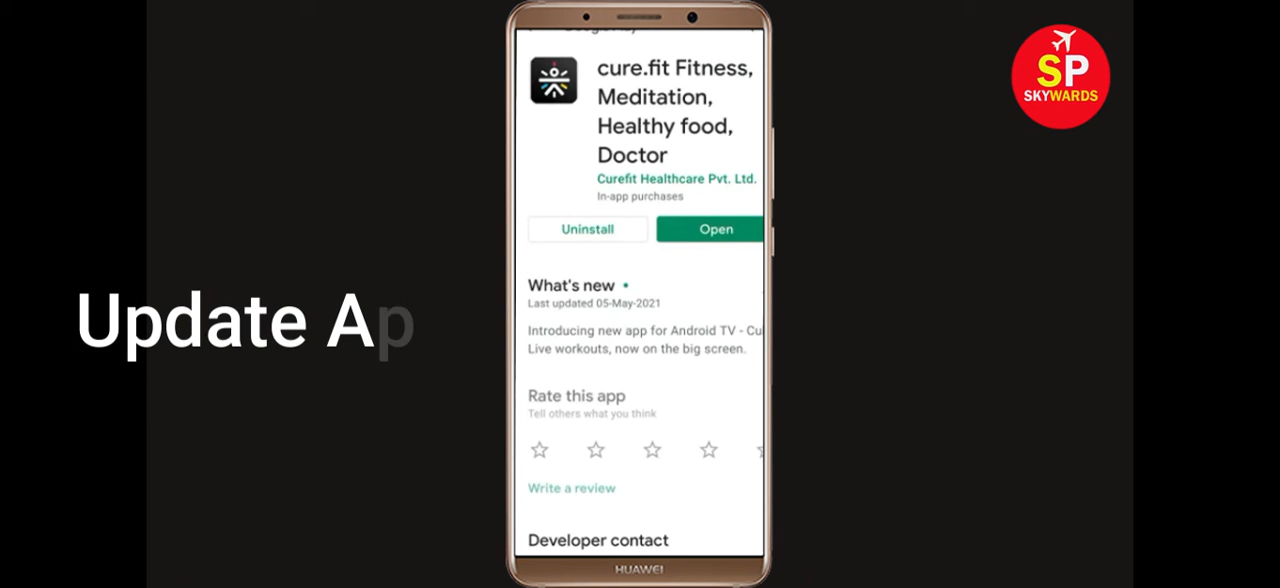 cure.fit Fitness,
Meditation,
Healthy food,
Doctor
Curefit Healthcare Pvt. Ltd.
In-app purchases
Uninstall
Open
What's new
Last updated 05-May-2021
Introducing new app for Android TV - Cu
Live workouts, now on the big screen.
Rate this app
Tell others what you think
Write a review
Developer contact
HUAWEI
Update Ap
SP
SKYWARDS